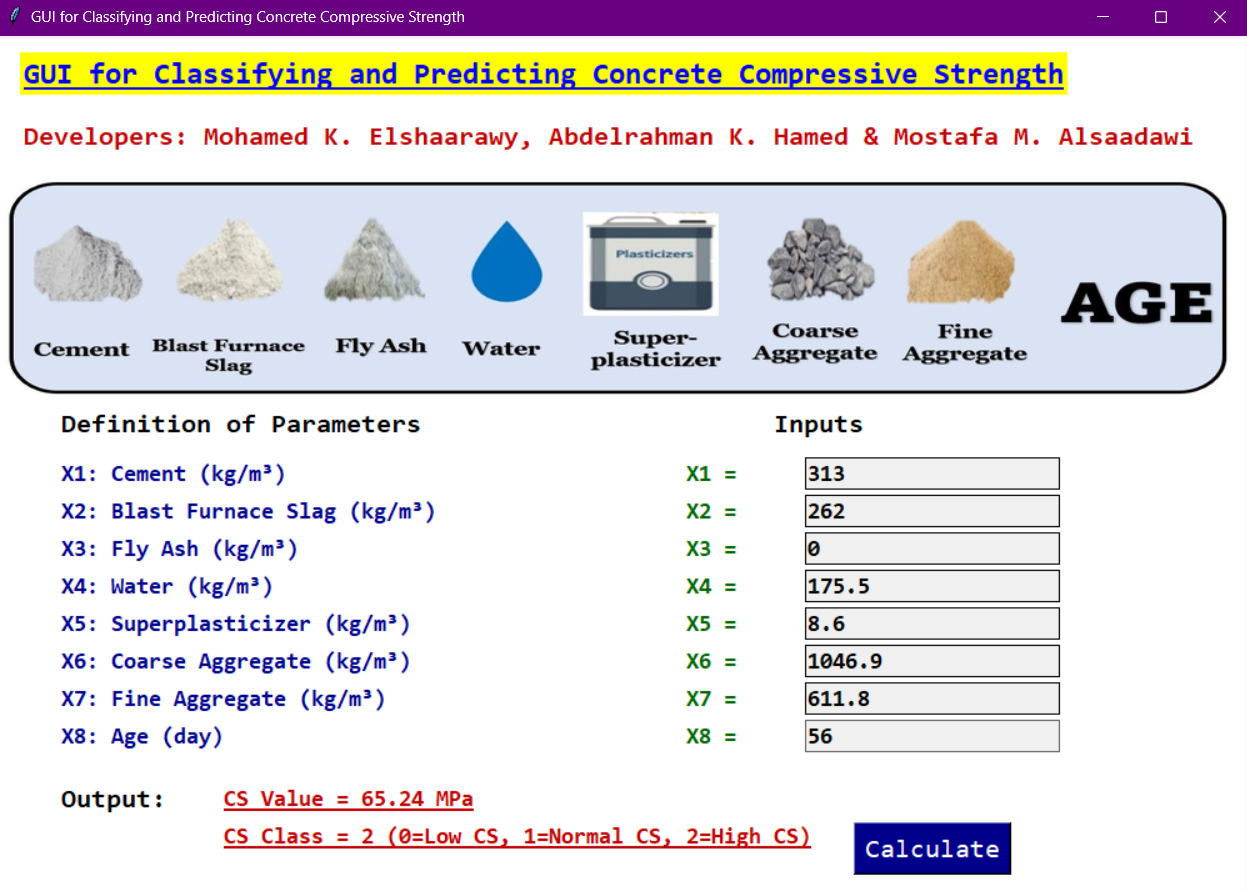 GUI for Classifying and Predicting Concrete Compressive Strength
GUI for Classifying and Predicting Concrete Compressive Strength
Developers: Mohamed K. Elshaarawy, Abdelrahman K. Hamed & Mostafa M. Alsaadawi
Plasticizers
Cement
Blast Furnace
Slag
Fly Ash
Water
Super-
plasticizer
Coarse
Aggregate
Fine
Aggregate
AGE
Definition of Parameters Inputs
X1: Cement (kg/m³) X1 = 313
X2: Blast Furnace Slag (kg/m³) X2 = 262
X3: Fly Ash (kg/m³) X3 = 0
X4: Water (kg/m³) X4 = 175.5
X5: Superplasticizer (kg/m³) X5 = 8.6
X6: Coarse Aggregate (kg/m³) X6 = 1046.9
X7: Fine Aggregate (kg/m³) X7 = 611.8
X8: Age (day) X8 = 56
Output: CS Value = 65.24 MPa
CS Class = 2 (0=Low CS, 1=Normal CS, 2=High CS)
Calculate